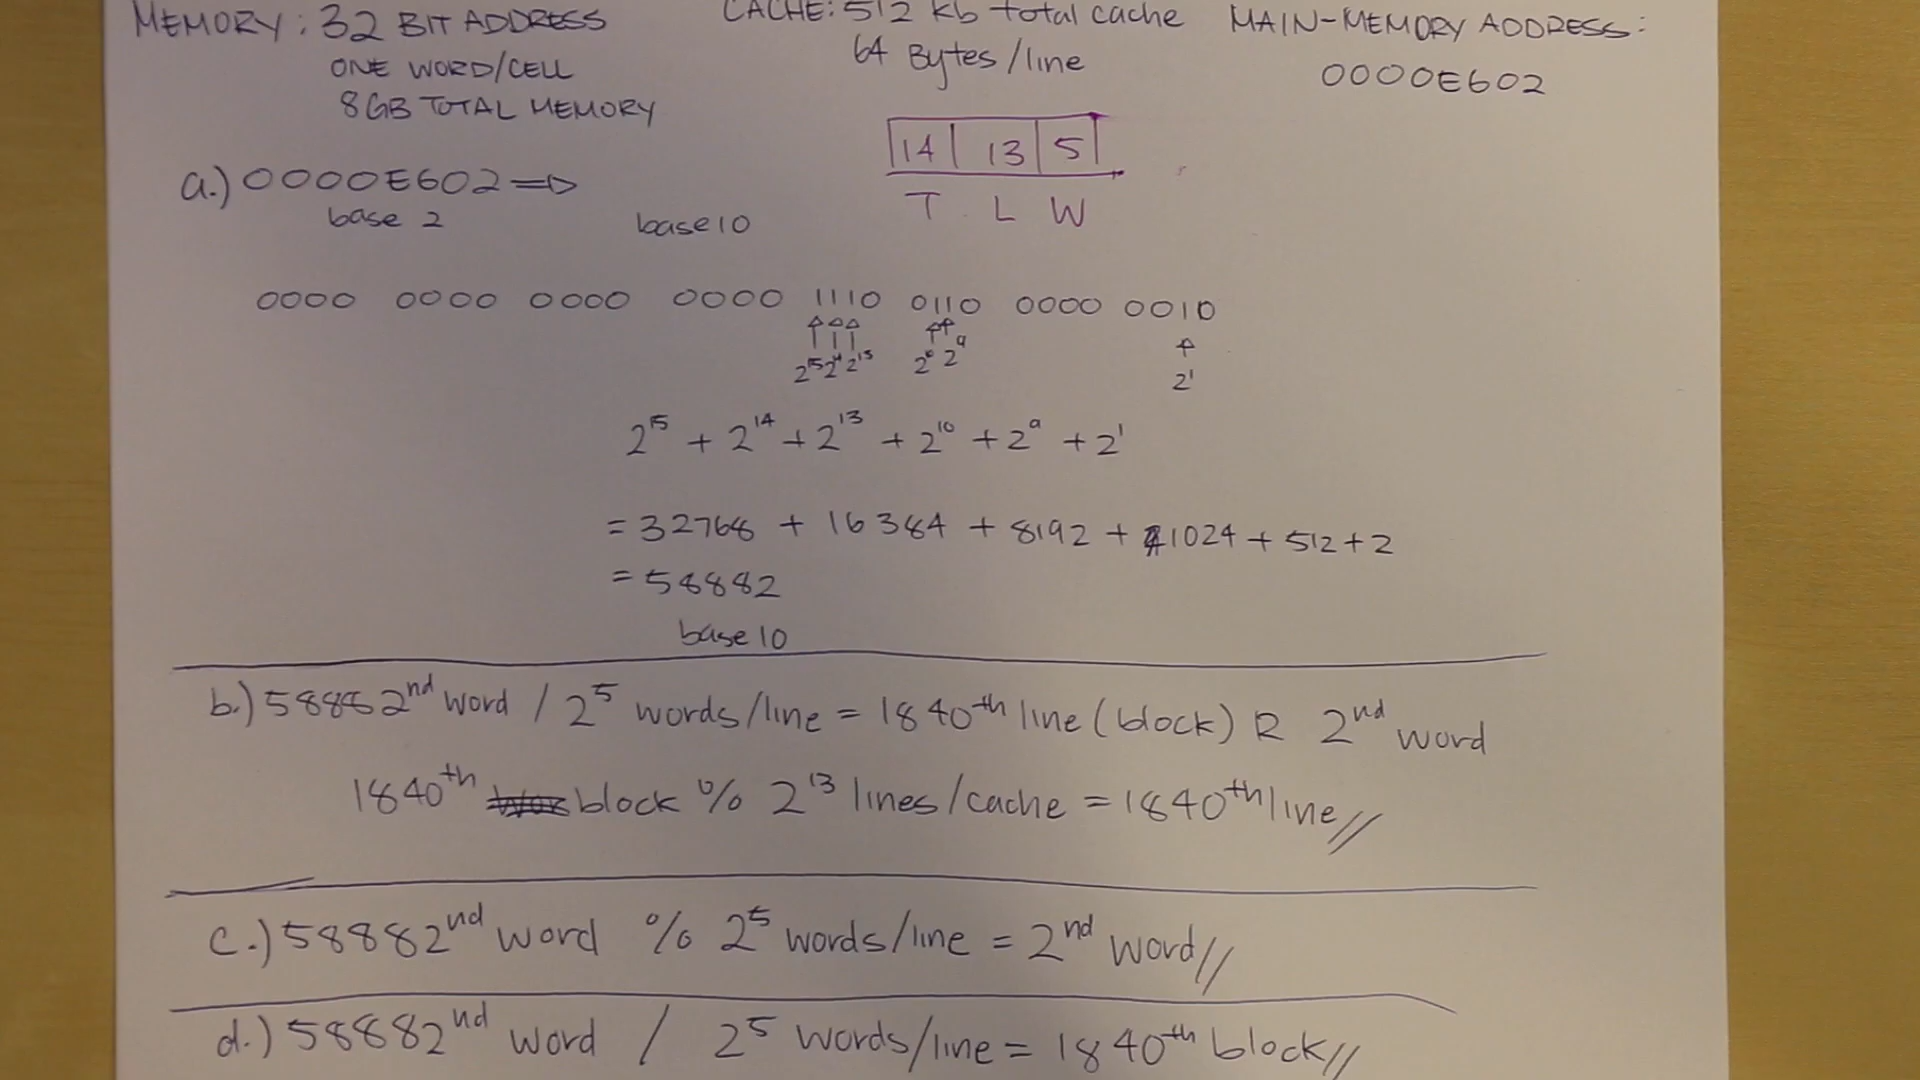 MEMORY: 32 BIT ADDRESS
ONE WORD/CELL
8GB TOTAL MEMORY
CACHE: 512 kb total cache
64 Bytes/line
MAIN-MEMORY ADDRESS:
0000E602
14 13 5
T L W
a.) 0000E602 =>
base 2 base 10
0000 0000 0000 0000 1110 0110 0000 0010
2^15 2^14 2^13 2^9 2^1
2^15 + 2^14 + 2^13 + 2^10 + 2^9 + 2^1
= 32768 + 16384 + 8192 + 1024 + 512 + 2
= 58882
base 10
b.) 58882nd word / 2^5 words/line = 1840th line (block) R 2nd word
1840th block % 2^13 lines/cache = 1840th line//
c.) 58882nd word % 2^5 words/line = 2nd word//
d.) 58882nd word / 2^5 words/line = 1840th block//